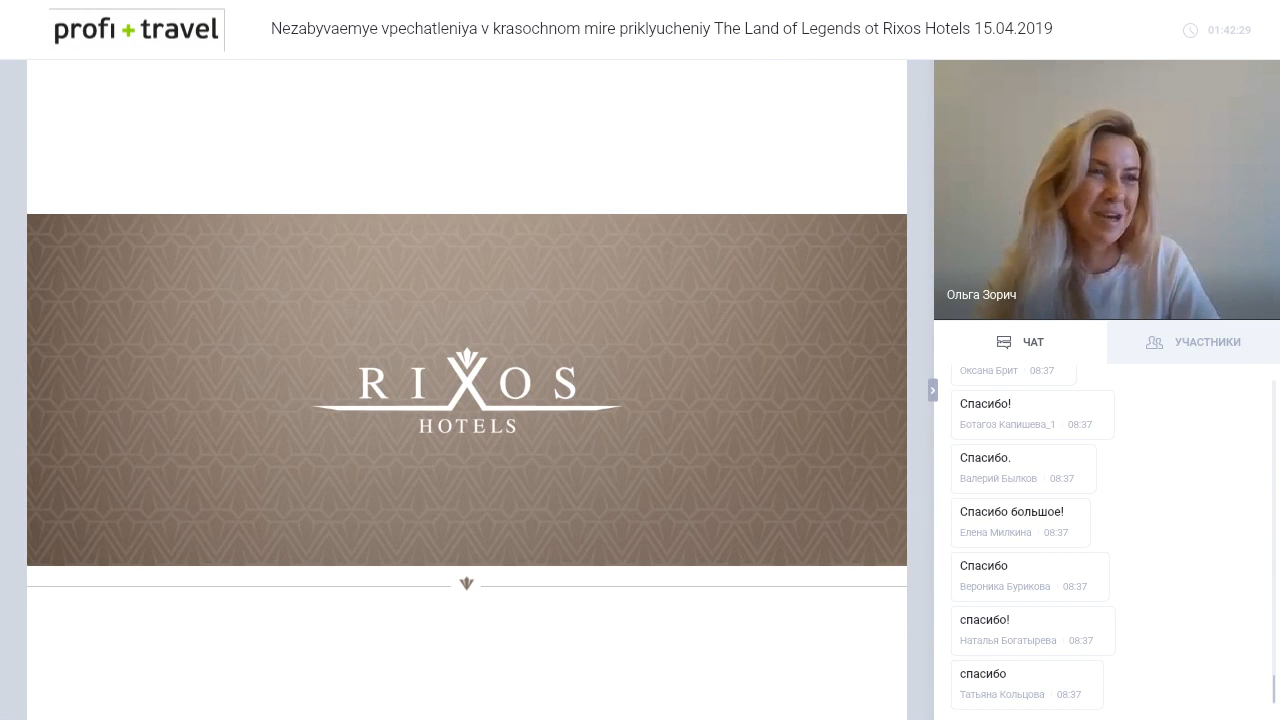 profi + travel
Nezabyvaemye vpechatleniya v krasochnom mire priklyucheniy The Land of Legends ot Rixos Hotels 15.04.2019
01:42:29
RIXOS
HOTELS
Ольга Зорич
ЧАТ
УЧАСТНИКИ
Оксана Брит 08:37
Спасибо!
Ботагоз Капишева_1 08:37
Спасибо.
Валерий Былков 08:37
Спасибо большое!
Елена Милкина 08:37
Спасибо
Вероника Бурикова 08:37
спасибо!
Наталья Богатырева 08:37
спасибо
Татьяна Кольцова 08:37